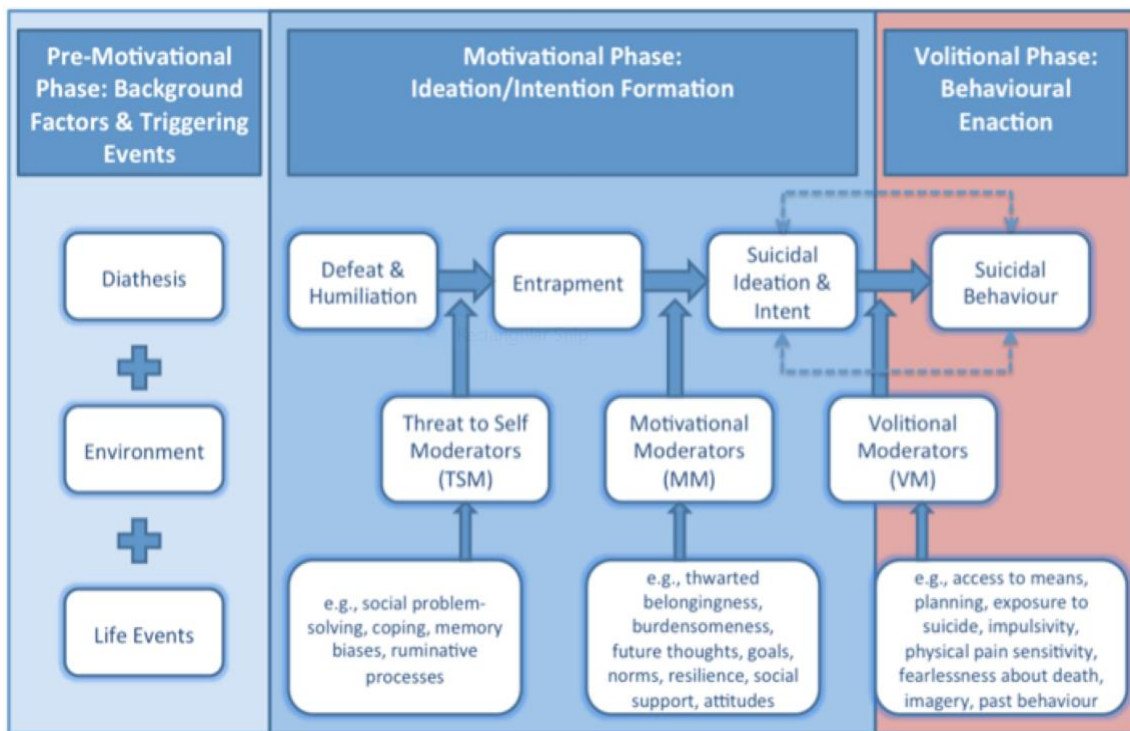 Pre-Motivational
Phase: Background
Factors & Triggering
Events
Motivational Phase:
Ideation/Intention Formation
Volitional Phase:
Behavioural
Enaction
Diathesis
Environment
Life Events
Defeat &
Humiliation
Entrapment
Suicidal
Ideation &
Intent
Suicidal
Behaviour
Threat to Self
Moderators
(TSM)
Motivational
Moderators
(MM)
Volitional
Moderators
(VM)
e.g., social problem-
solving, coping, memory
biases, ruminative
processes
e.g., thwarted
belongingness,
burdensomeness,
future thoughts, goals,
norms, resilience, social
support, attitudes
e.g., access to means,
planning, exposure to
suicide, impulsivity,
physical pain sensitivity,
fearlessness about death,
imagery, past behaviour